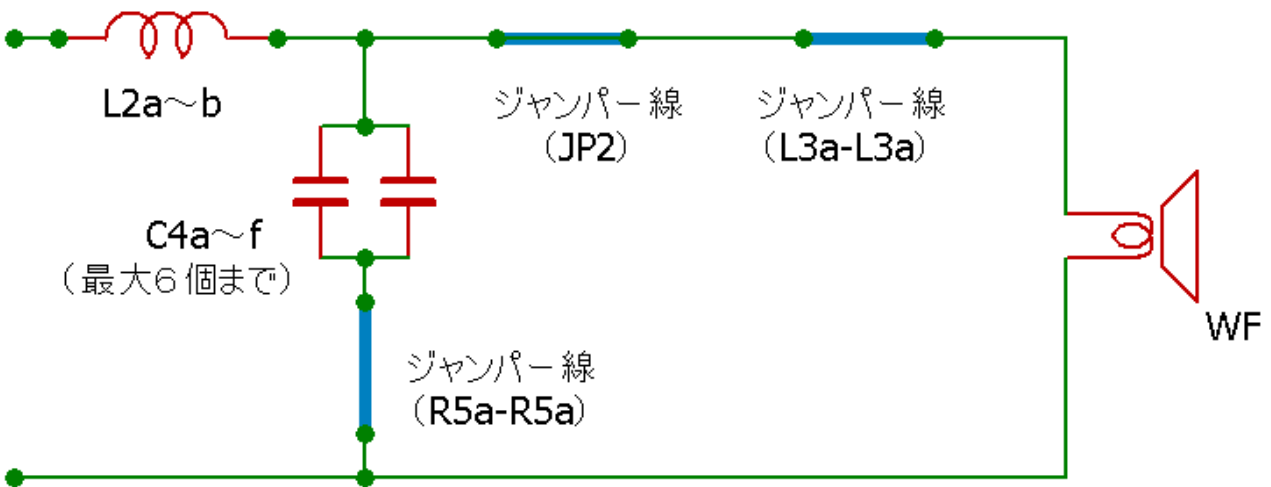 L2a～b
ジャンパー線
（JP2）
ジャンパー線
（L3a-L3a）
C4a～f
（最大６個まで）
ジャンパー線
（R5a-R5a）
WF